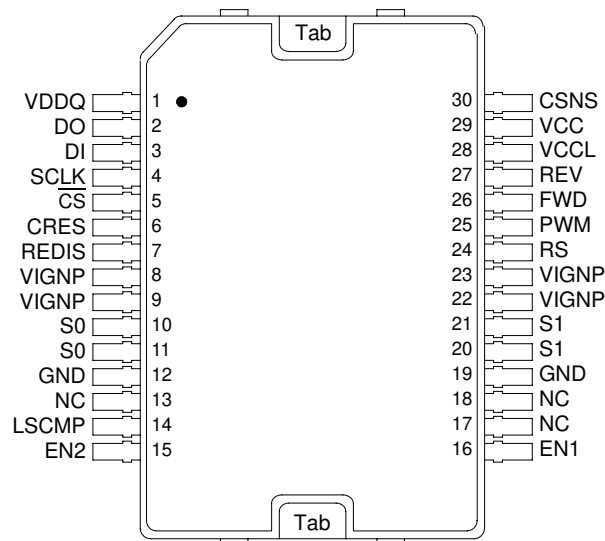 Tab
VDDQ 1 30 CSNS
DO 2 29 VCC
DI 3 28 VCCL
SCLK 4 27 REV
CS 5 26 FWD
CRES 6 25 PWM
REDIS 7 24 RS
VIGNP 8 23 VIGNP
VIGNP 9 22 VIGNP
S0 10 21 S1
S0 11 20 S1
GND 12 19 GND
NC 13 18 NC
LSCMP 14 17 NC
EN2 15 16 EN1
Tab